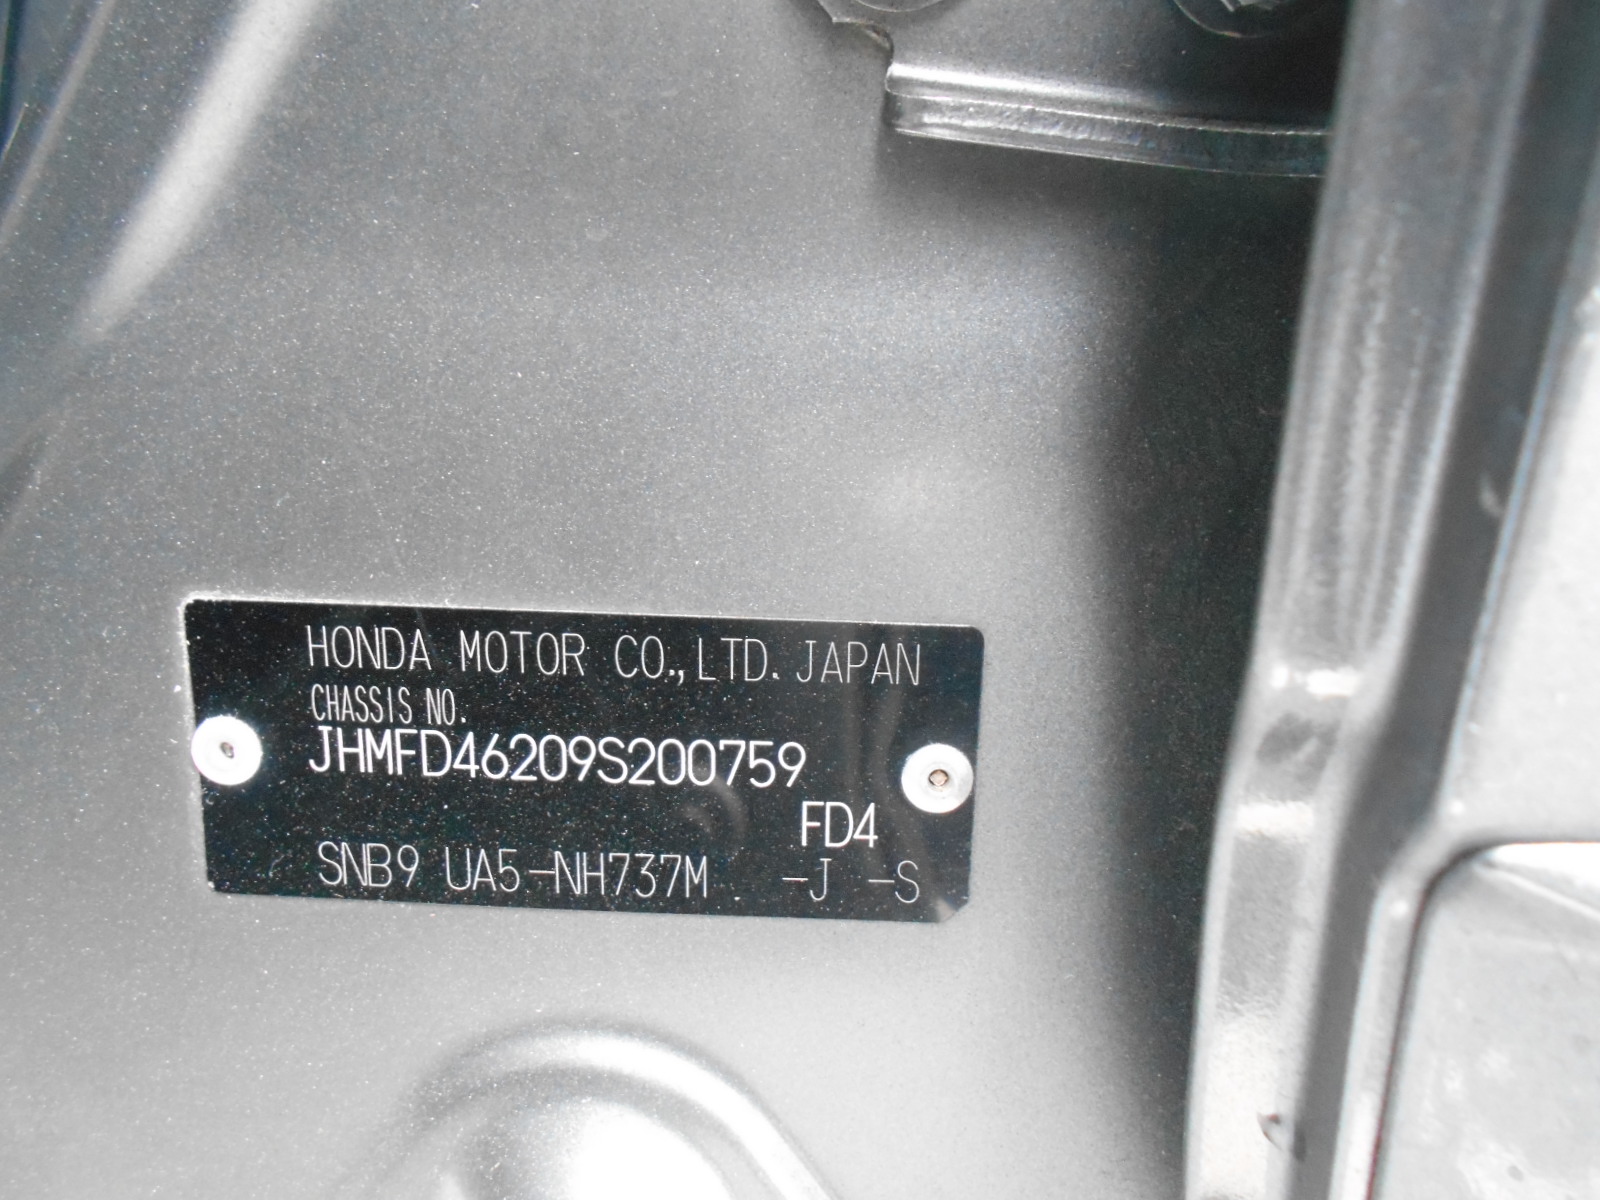 HONDA MOTOR CO.,LTD. JAPAN
CHASSIS NO.
JHMFD46209S200759
FD4
SNB9 UA5-NH737M -J -S